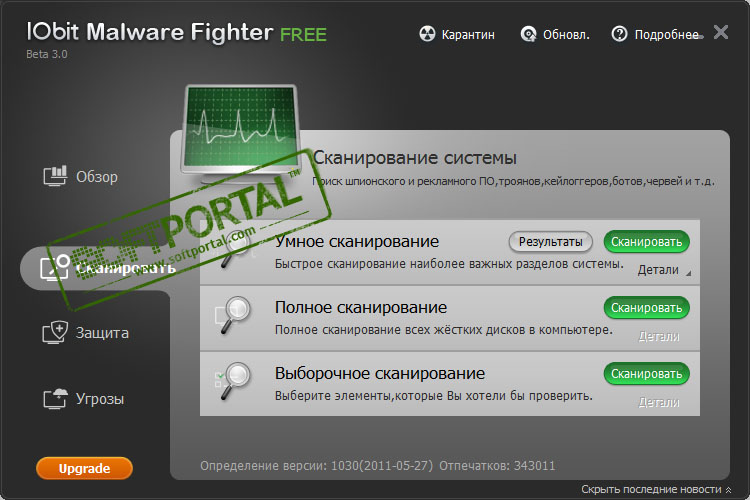 IObit Malware Fighter FREE
Beta 3.0
Карантин
Обновл.
Подробнее
Обзор
Сканировать
Защита
Угрозы
Upgrade
Сканирование системы
Поиск шпионского и рекламного ПО,троянов,кейлоггеров,ботов,червей и т.д.
Умное сканирование
Результаты
Сканировать
Быстрое сканирование наиболее важных разделов системы.
Детали
Полное сканирование
Сканировать
Полное сканирование всех жёстких дисков в компьютере.
Детали
Выборочное сканирование
Сканировать
Выберите элементы,которые Вы хотели бы проверить.
Детали
Определение версии: 1030(2011-05-27) Отпечатков: 343011
Скрыть последние новости
SOFTPORTAL™
www.softportal.com